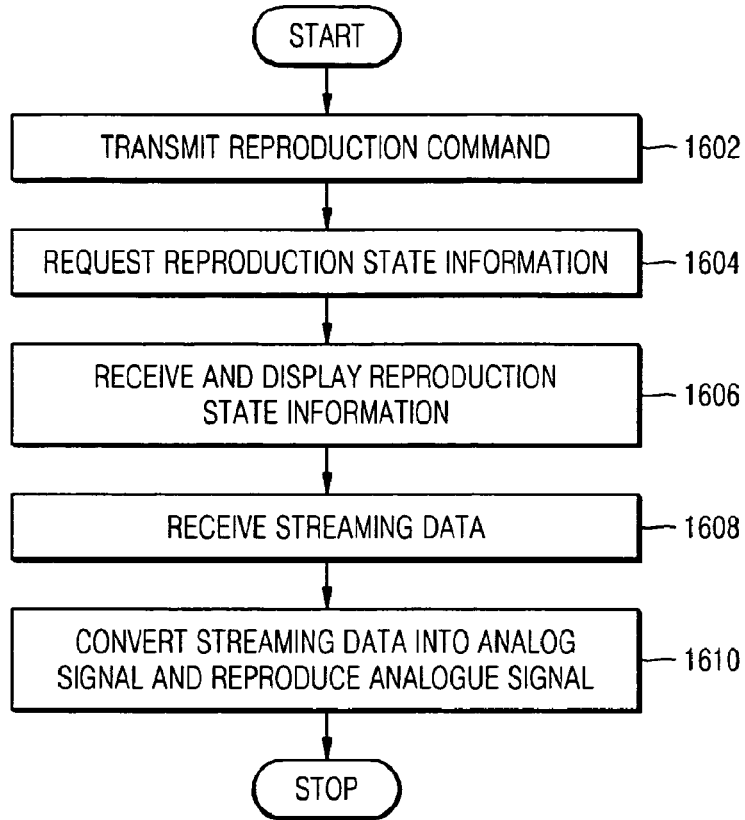 START
TRANSMIT REPRODUCTION COMMAND
1602
REQUEST REPRODUCTION STATE INFORMATION
1604
RECEIVE AND DISPLAY REPRODUCTION
STATE INFORMATION
1606
RECEIVE STREAMING DATA
1608
CONVERT STREAMING DATA INTO ANALOG
SIGNAL AND REPRODUCE ANALOGUE SIGNAL
1610
STOP